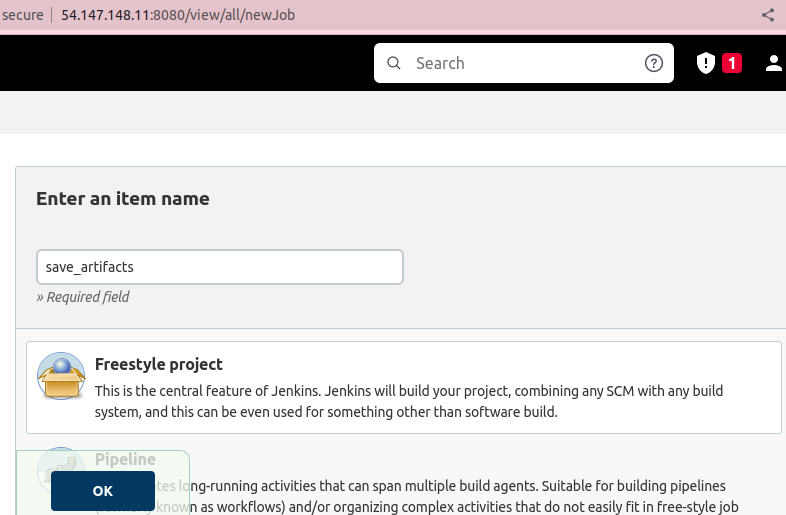 secure 54.147.148.11:8080/view/all/newJob
Search
1
Enter an item name
save_artifacts
» Required field
Freestyle project
This is the central feature of Jenkins. Jenkins will build your project, combining any SCM with any build
system, and this can be even used for something other than software build.
Pipeline
long-running activities that can span multiple build agents. Suitable for building pipelines
OK
as workflows) and/or organizing complex activities that do not easily fit in free-style job